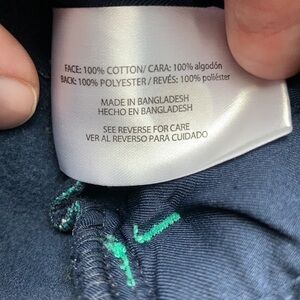 FACE: 100% COTTON/ CARA: 100% algodón
BACK: 100% POLYESTER / REVÉS: 100% poliéster
MADE IN BANGLADESH
HECHO EN BANGLADESH
SEE REVERSE FOR CARE
VER AL REVERSO PARA CUIDADO